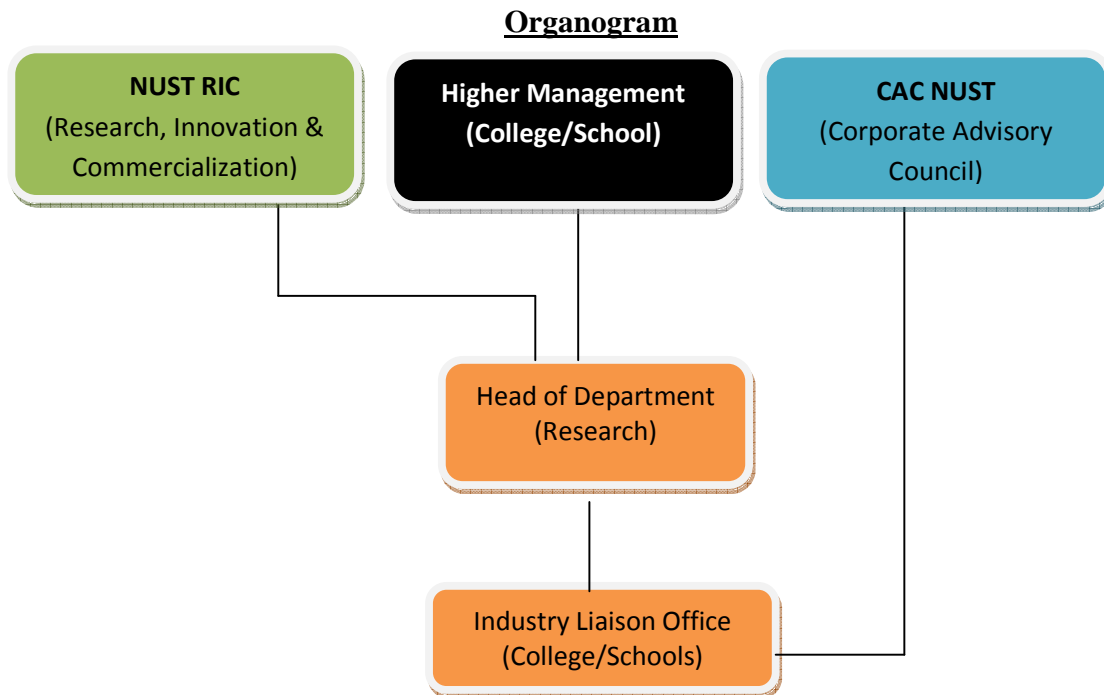 Organogram
NUST RIC
(Research, Innovation &
Commercialization)
Higher Management
(College/School)
CAC NUST
(Corporate Advisory
Council)
Head of Department
(Research)
Industry Liaison Office
(College/Schools)